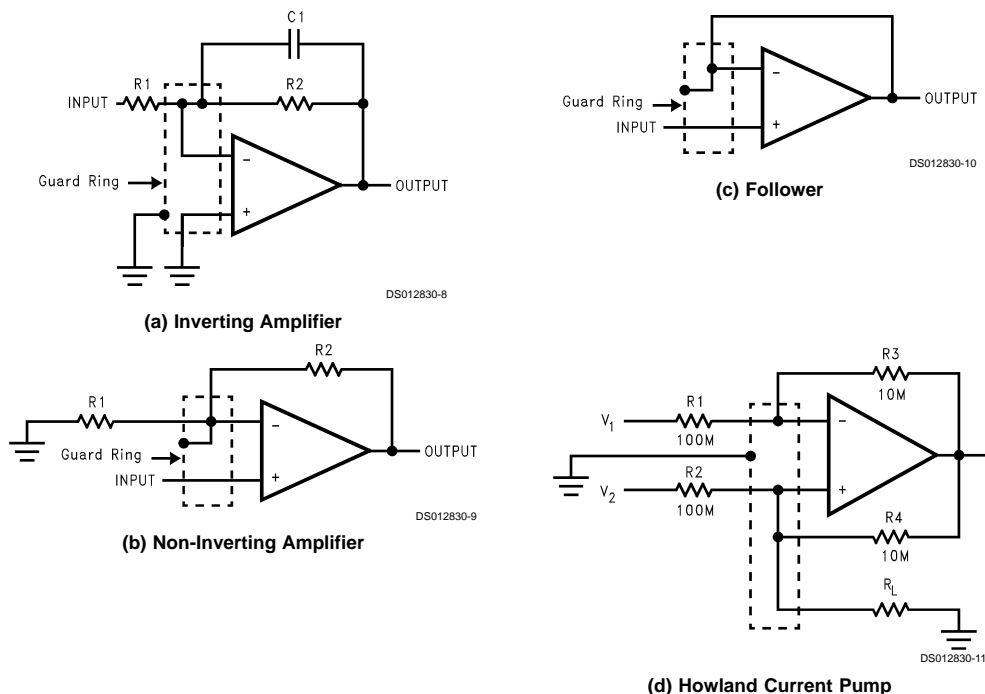 C1
R1
R2
INPUT
Guard Ring
-
+
OUTPUT
DS012830-8
(a) Inverting Amplifier
Guard Ring
INPUT
-
+
OUTPUT
DS012830-10
(c) Follower
R2
R1
Guard Ring
INPUT
-
+
OUTPUT
DS012830-9
(b) Non-Inverting Amplifier
R3
10M
V1
R1
100M
-
R2
V2
100M
+
R4
10M
RL
DS012830-11
(d) Howland Current Pump